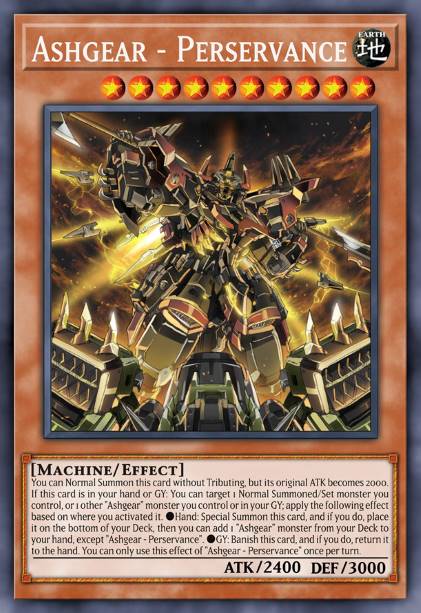 ASHGEAR - PERSERVANCE
EARTH
地
[MACHINE/EFFECT]
You can Normal Summon this card without Tributing, but its original ATK becomes 2000.
If this card is in your hand or GY: You can target 1 Normal Summoned/Set monster you
control, or 1 other "Ashgear" monster you control or in your GY; apply the following effect
based on where you activated it. ●Hand: Special Summon this card, and if you do, place
it on the bottom of your Deck, then you can add 1 "Ashgear" monster from your Deck to
your hand, except "Ashgear - Perservance". ●GY: Banish this card, and if you do, return it
to the hand. You can only use this effect of "Ashgear - Perservance" once per turn.
ATK/2400 DEF/3000